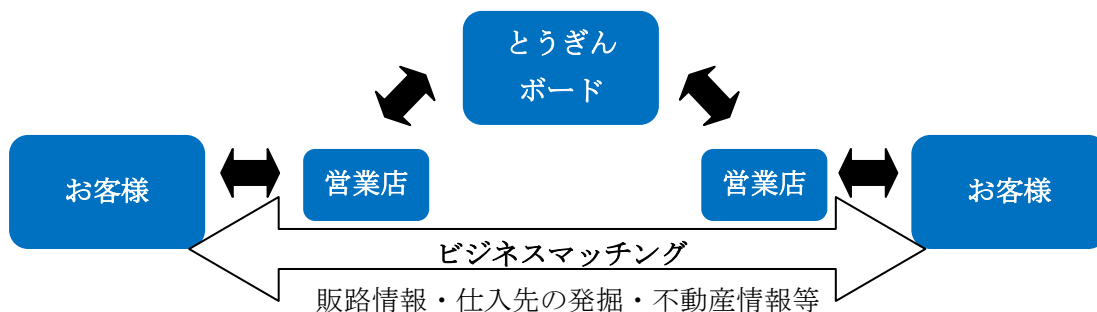 とうぎん
ボード
お客様
営業店
営業店
お客様
ビジネスマッチング
販路情報・仕入先の発掘・不動産情報等